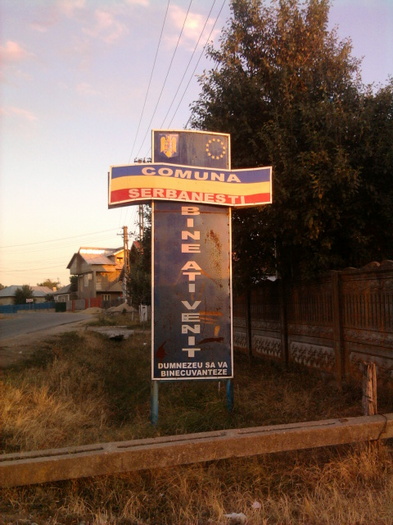 COMUNA
SERBANESTI
BINE ATI VENIT
DUMNEZEU SA VA
BINECUVANTEZE